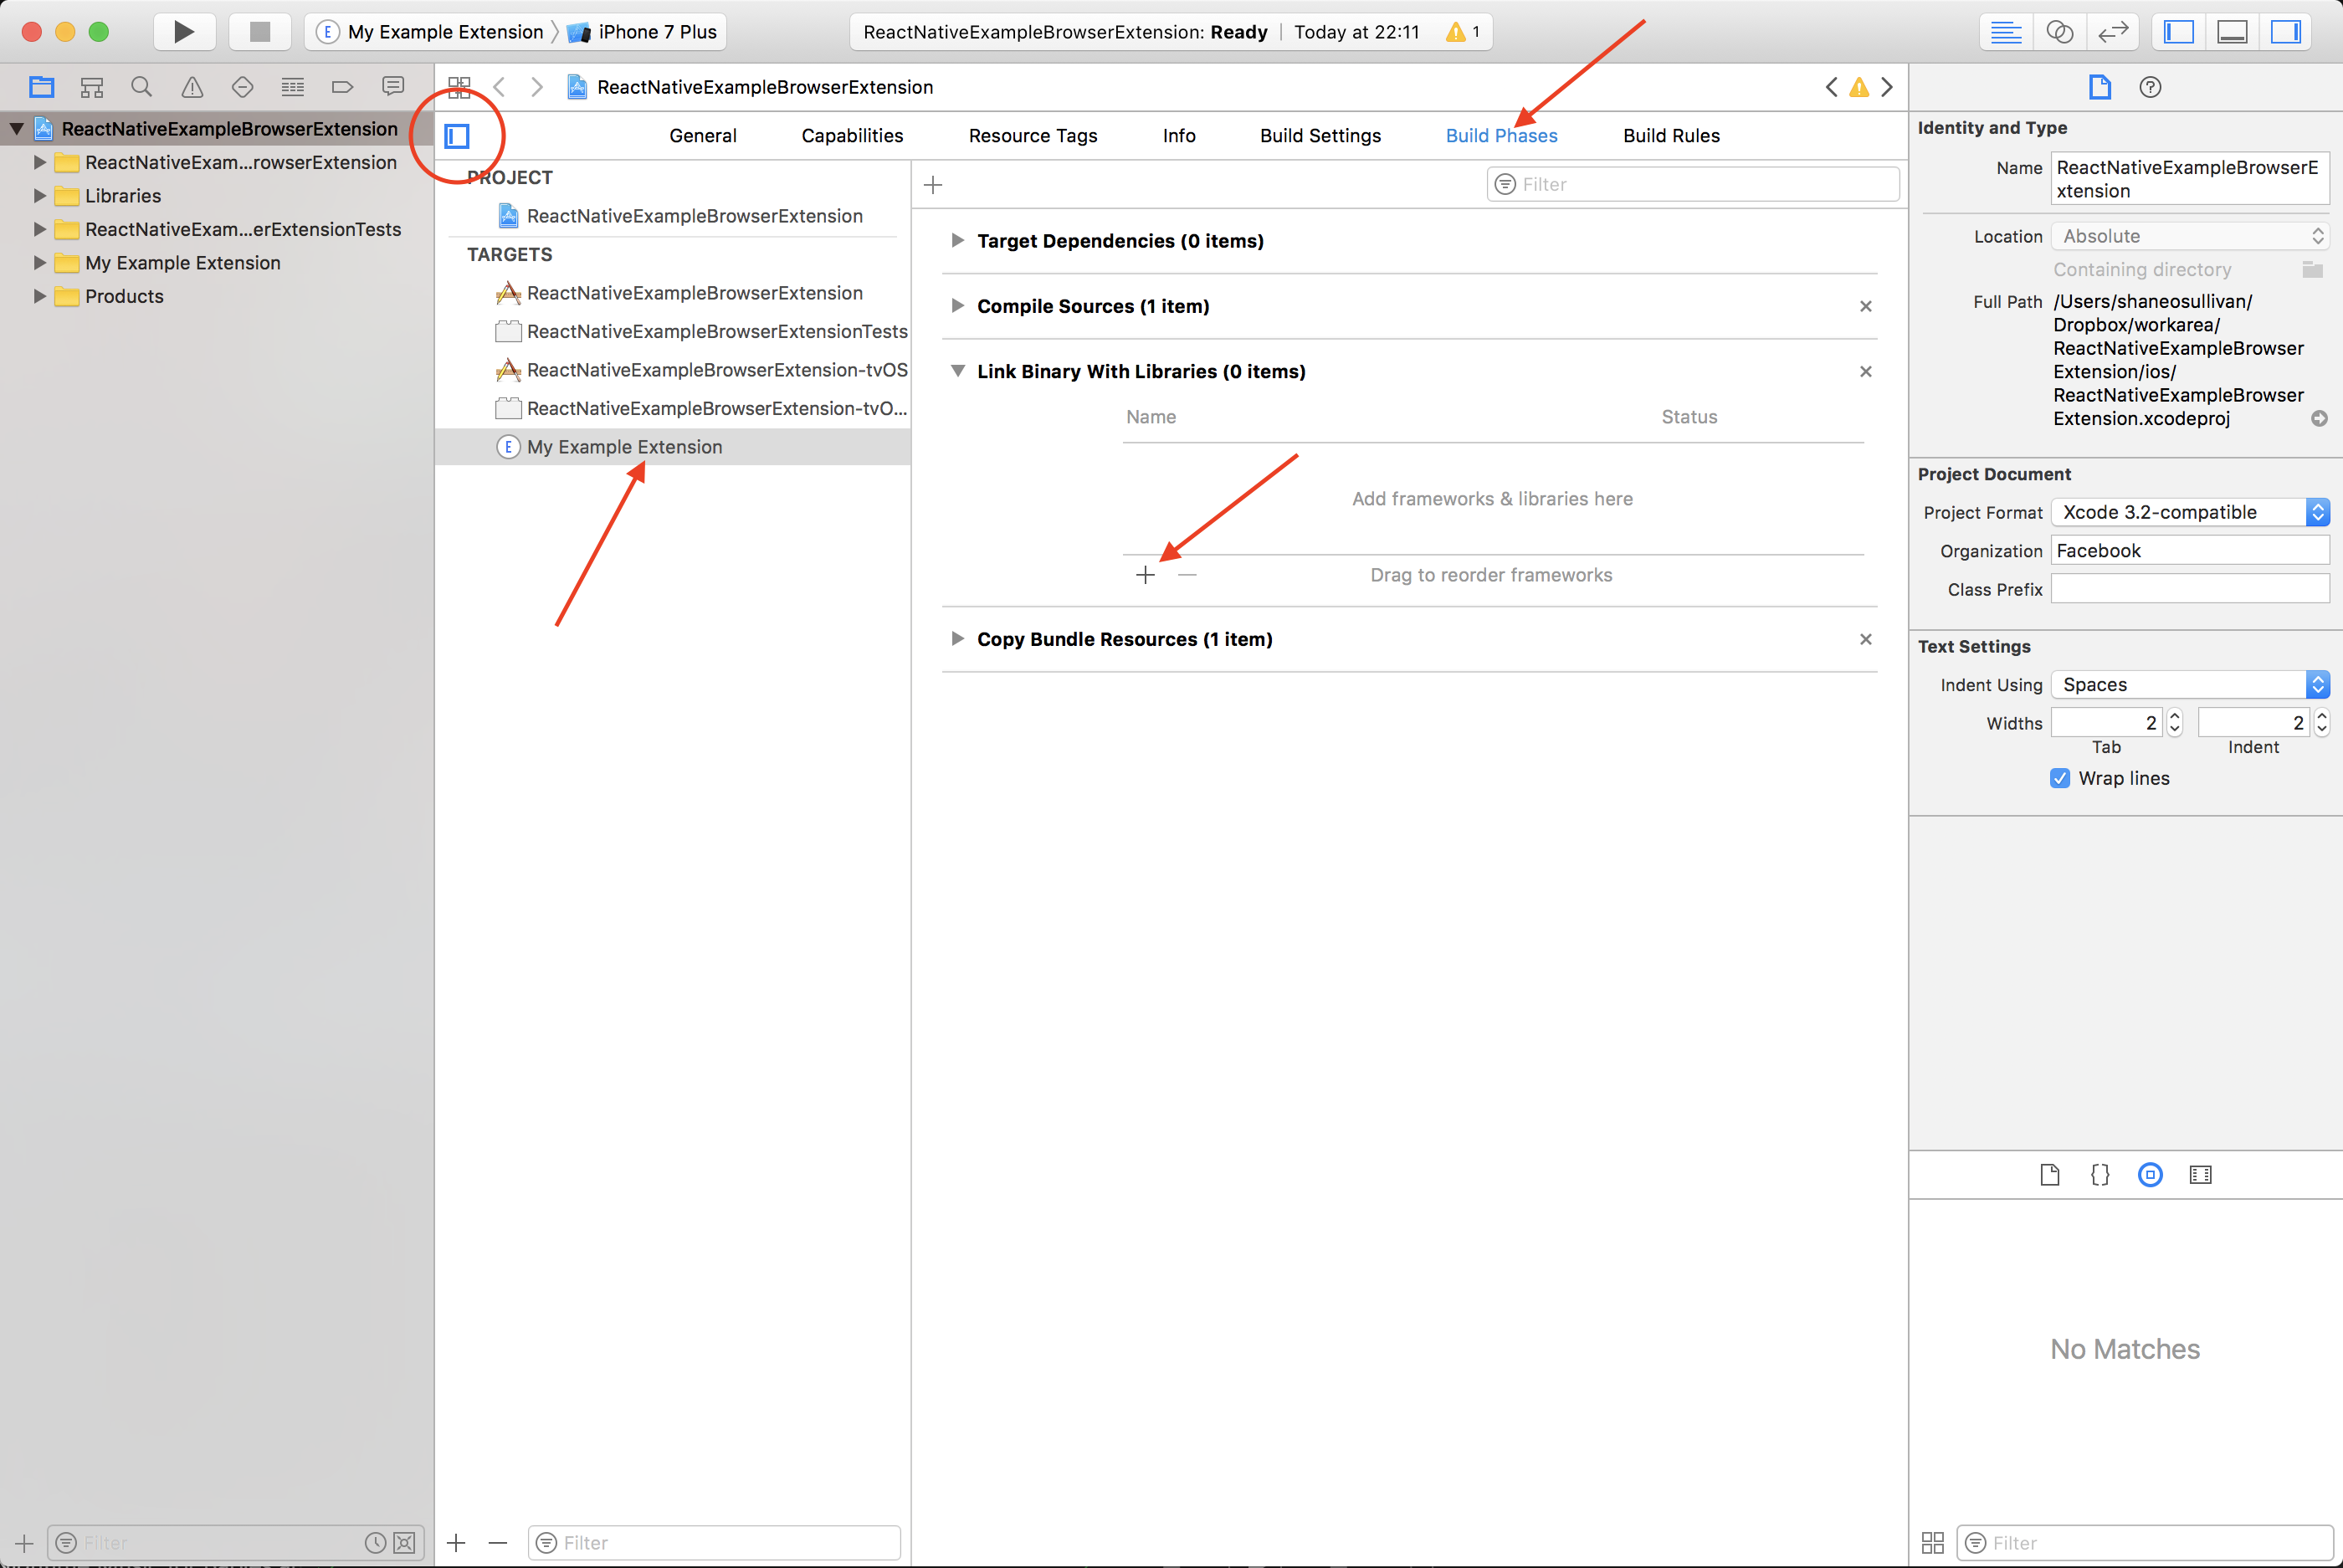 E My Example Extension iPhone 7 Plus
ReactNativeExampleBrowserExtension: Ready | Today at 22:11 1
ReactNativeExampleBrowserExtension
ReactNativeExampleBrowserExtension
ReactNativeExam...rowserExtension
Libraries
ReactNativeExam...erExtensionTests
My Example Extension
Products
Filter
General Capabilities Resource Tags Info Build Settings Build Phases Build Rules
PROJECT
ReactNativeExampleBrowserExtension
TARGETS
ReactNativeExampleBrowserExtension
ReactNativeExampleBrowserExtensionTests
ReactNativeExampleBrowserExtension-tvOS
ReactNativeExampleBrowserExtension-tvO...
E My Example Extension
Filter
Filter
Target Dependencies (0 items)
Compile Sources (1 item)
Link Binary With Libraries (0 items)
Name Status
Add frameworks & libraries here
Drag to reorder frameworks
Copy Bundle Resources (1 item)
Identity and Type
Name ReactNativeExampleBrowserE
xtension
Location Absolute
Containing directory
Full Path /Users/shaneosullivan/
Dropbox/workarea/
ReactNativeExampleBrowser
Extension/ios/
ReactNativeExampleBrowser
Extension.xcodeproj
Project Document
Project Format Xcode 3.2-compatible
Organization Facebook
Class Prefix
Text Settings
Indent Using Spaces
Widths 2 2
Tab Indent
Wrap lines
No Matches
Filter